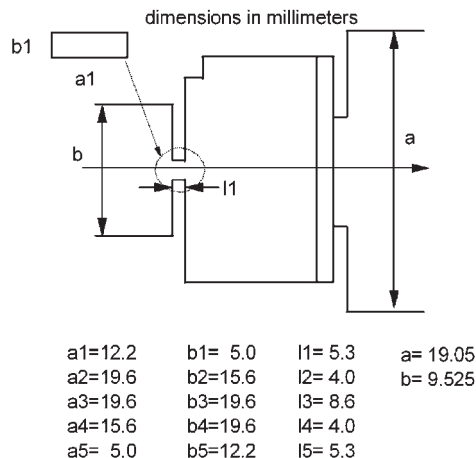 dimensions in millimeters
b1
a1
b
a
l1
a1=12.2 b1= 5.0 l1= 5.3 a= 19.05
a2=19.6 b2=15.6 l2= 4.0 b= 9.525
a3=19.6 b3=19.6 l3= 8.6
a4=15.6 b4=19.6 l4= 4.0
a5= 5.0 b5=12.2 l5= 5.3